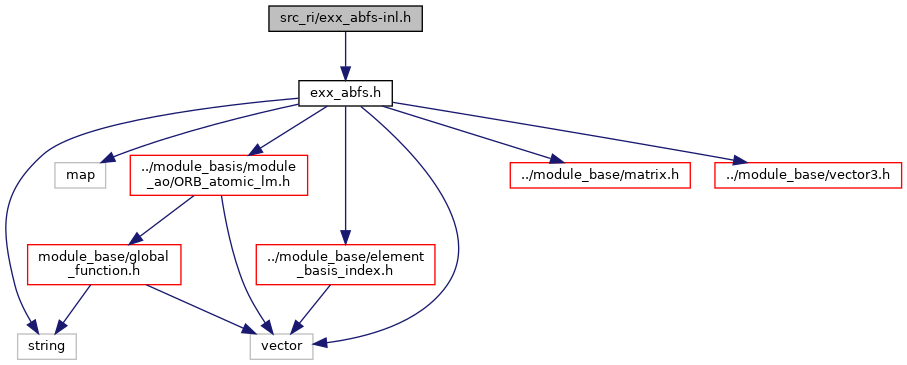 src_ri/exx_abfs-inl.h
exx_abfs.h
map
../module_basis/module
_ao/ORB_atomic_lm.h
../module_base/matrix.h
../module_base/vector3.h
module_base/global
_function.h
../module_base/element
_basis_index.h
string
vector